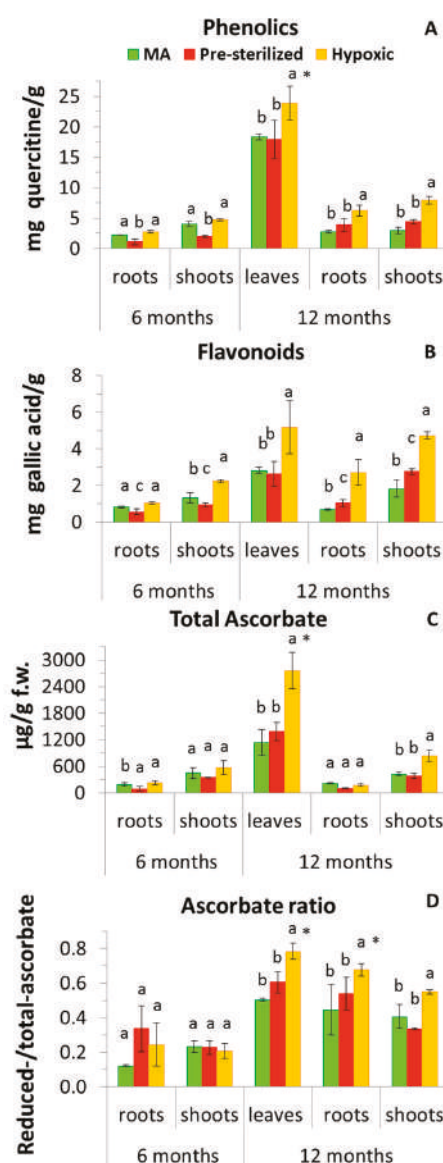 Phenolics A
MA Pre-sterilized Hypoxic
mg quercitine/g
25
20
15
10
5
0
a b a
a b a
b b a *
b b a
b b a
roots shoots leaves roots shoots
6 months 12 months
Flavonoids B
mg gallic acid/g
8
6
4
2
0
a c a
b c a
b b a
b c a
b c a
roots shoots leaves roots shoots
6 months 12 months
Total Ascorbate C
µg/g f.w.
3000
2400
1800
1200
600
0
b a a
a a a
b b a *
a a a
b b a
roots shoots leaves roots shoots
6 months 12 months
Ascorbate ratio D
Reduced-/total-ascorbate
0.8
0.6
0.4
0.2
0.0
a a a
a a a
b b a *
b b a *
b b a
roots shoots leaves roots shoots
6 months 12 months